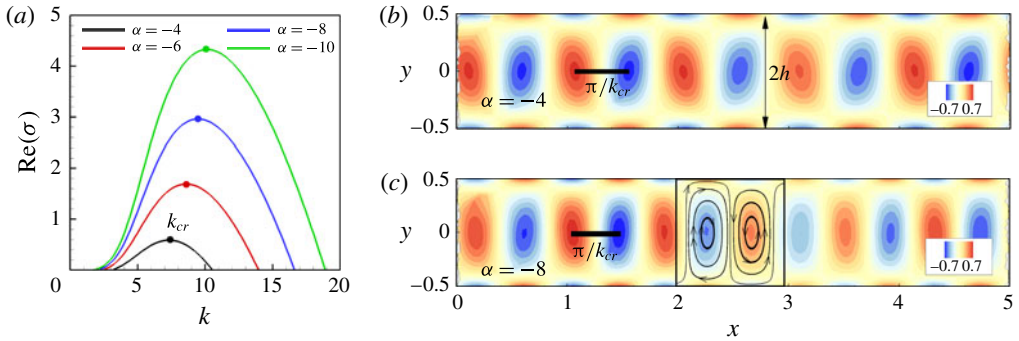 (a)
α = −4
α = −8
α = −6
α = −10
5
4
3
2
1
Re(σ)
k_cr
0
5
10
15
20
k
(b)
0.5
y
0
−0.5
π/k_cr
2h
α = −4
−0.7 0.7
(c)
0.5
y
0
−0.5
π/k_cr
α = −8
−0.7 0.7
0
1
2
3
4
5
x